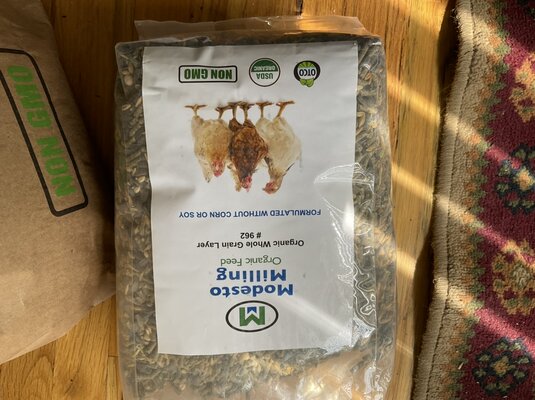 M
Modesto
Milling
Organic Feed
Organic Whole Grain Layer
# 962
FORMULATED WITHOUT CORN OR SOY
OTCO
USDA
ORGANIC
NON GMO
NON GMO